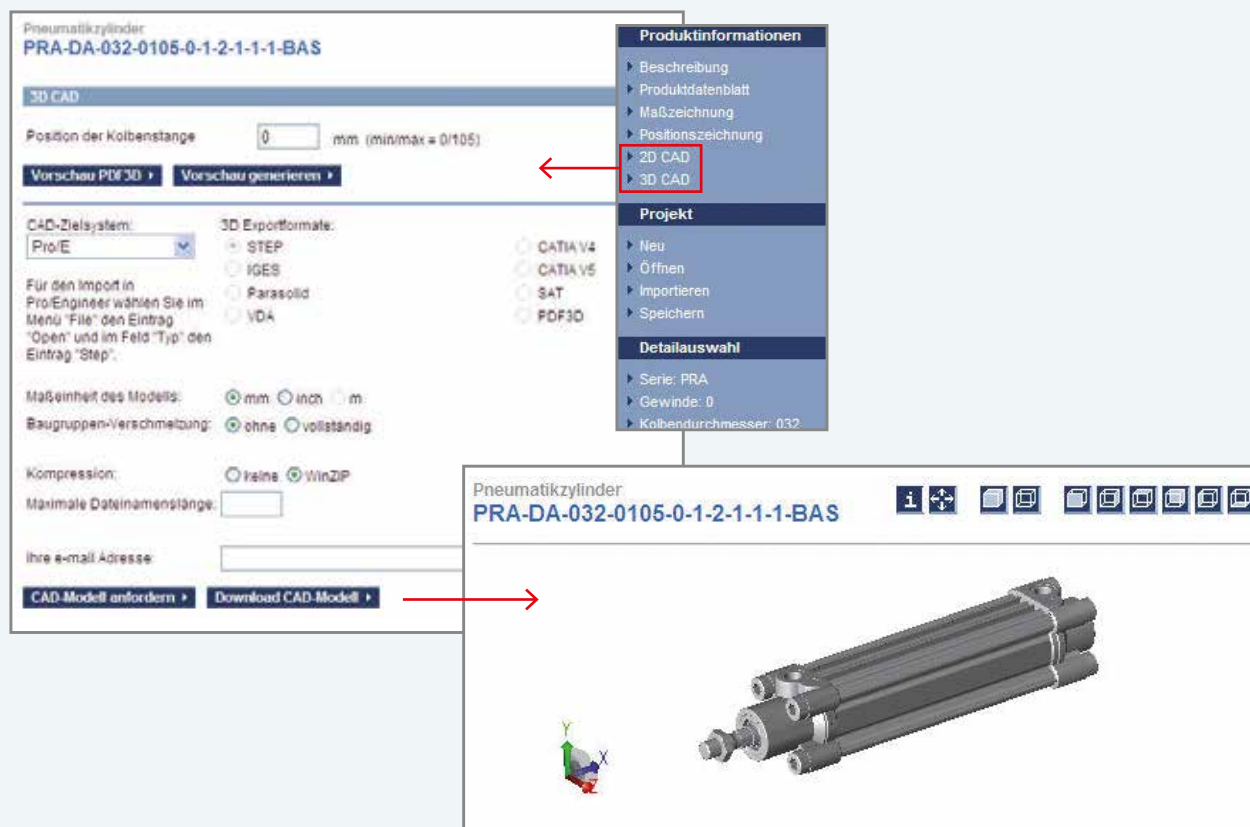 Pneumatikzylinder
PRA-DA-032-0105-0-1-2-1-1-1-BAS
3D CAD
Position der Kolbenstange 0 mm (min/max = 0/105)
Vorschau PDF3D
Vorschau generieren
CAD-Zielsystem:
Pro/E
Für den Import in
Pro/Engineer wählen Sie im
Menü "File" den Eintrag
"Open" und im Feld "Typ" den
Eintrag "Step".
3D Exportformate:
STEP
IGES
Parasolid
VDA
CATIA V4
CATIA V5
SAT
PDF3D
Maßeinheit des Modells: mm inch m
Baugruppen-Verschmelzung: ohne vollständig
Kompression: keine WinZIP
Maximale Dateinamenslänge:
Ihre e-mail Adresse:
CAD-Modell anfordern
Download CAD-Modell
Produktinformationen
Beschreibung
Produktdatenblatt
Maßzeichnung
Positionszeichnung
2D CAD
3D CAD
Projekt
Neu
Öffnen
Importieren
Speichern
Detailauswahl
Serie: PRA
Gewinde: 0
Kolbendurchmesser: 032
Pneumatikzylinder
PRA-DA-032-0105-0-1-2-1-1-1-BAS
i
Y
X
Z